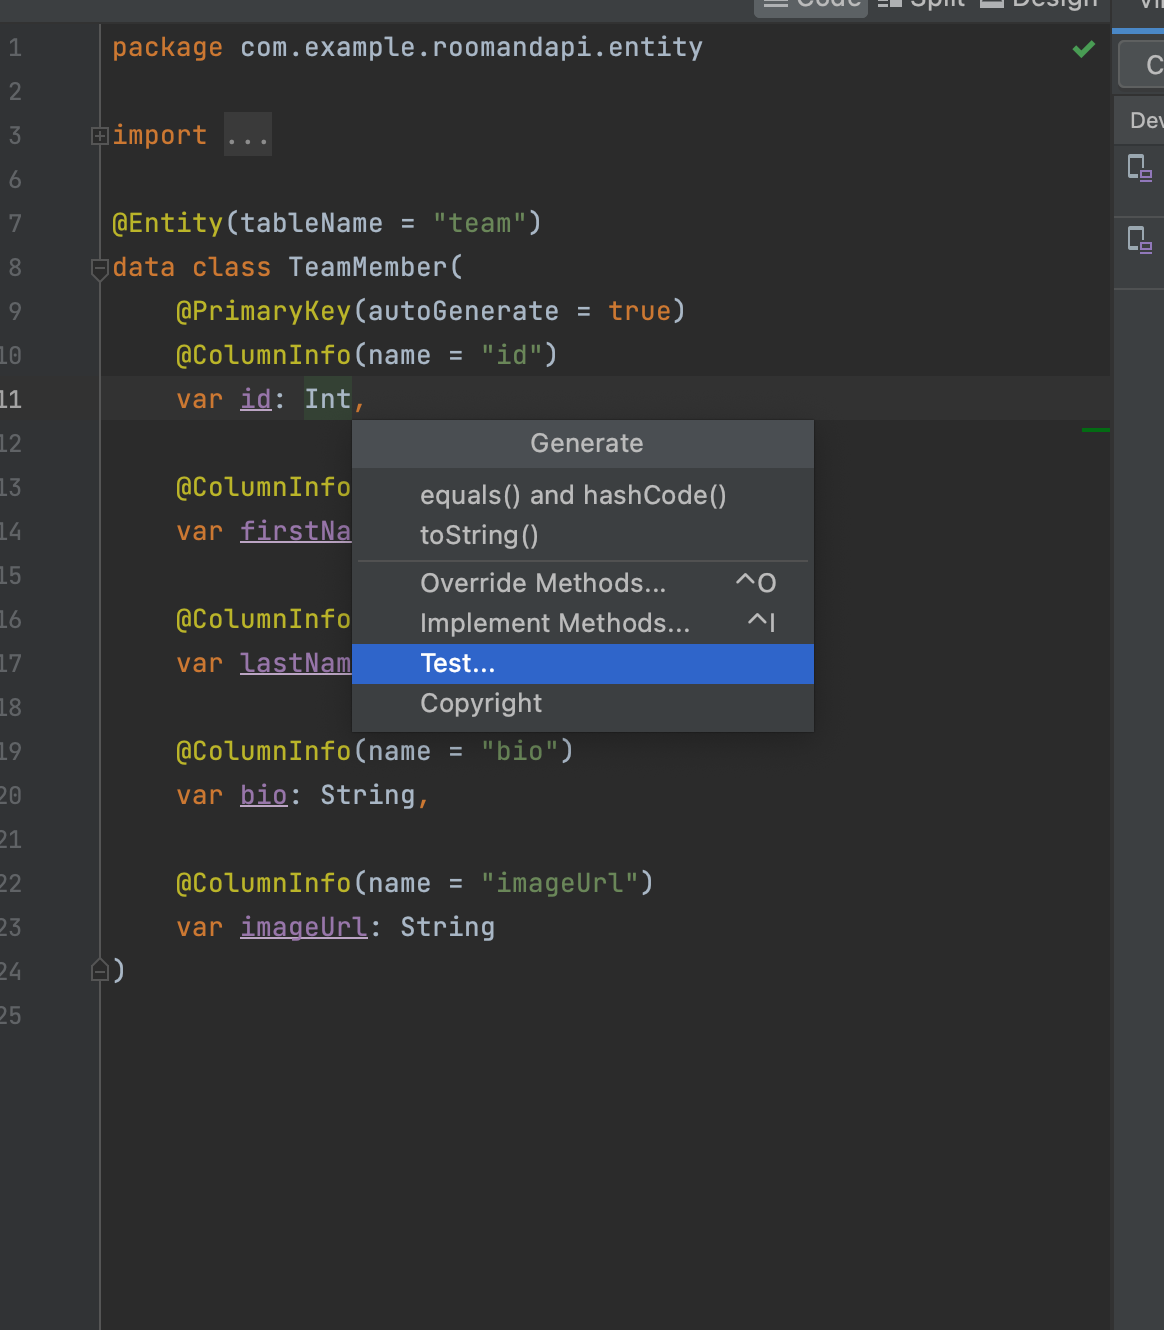 Code Split Design
1 package com.example.roomandapi.entity
2
3 import ...
6
7 @Entity(tableName = "team")
8 data class TeamMember(
9 @PrimaryKey(autoGenerate = true)
10 @ColumnInfo(name = "id")
11 var id: Int,
12
Generate
13 @ColumnInfo
equals() and hashCode()
14 var firstNa
toString()
15
Override Methods... ^O
16 @ColumnInfo
Implement Methods... ^I
17 var lastNam
Test...
18
Copyright
19 @ColumnInfo(name = "bio")
20 var bio: String,
21
22 @ColumnInfo(name = "imageUrl")
23 var imageUrl: String
24 )
25
C
Dev